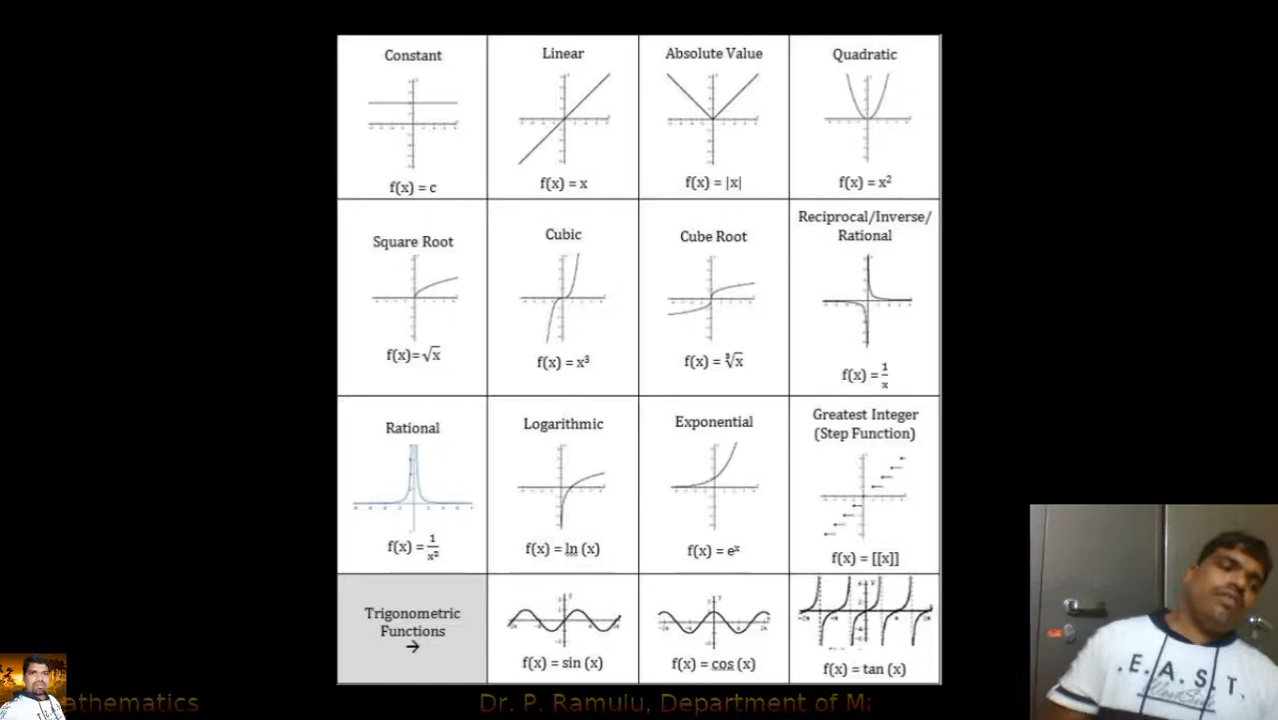 Constant
Linear
Absolute Value
Quadratic
f(x) = c
f(x) = x
f(x) = |x|
f(x) = x²
Square Root
Cubic
Cube Root
Reciprocal/Inverse/
Rational
f(x)= √x
f(x) = x³
f(x) = ∛x
f(x) = 1/x
Rational
Logarithmic
Exponential
Greatest Integer
(Step Function)
f(x) = 1/x²
f(x) = ln (x)
f(x) = eˣ
f(x) = [[x]]
Trigonometric
Functions
→
f(x) = sin (x)
f(x) = cos (x)
f(x) = tan (x)
.E.A.S.T.
athematics
Dr. P. Ramulu, Department of Ma